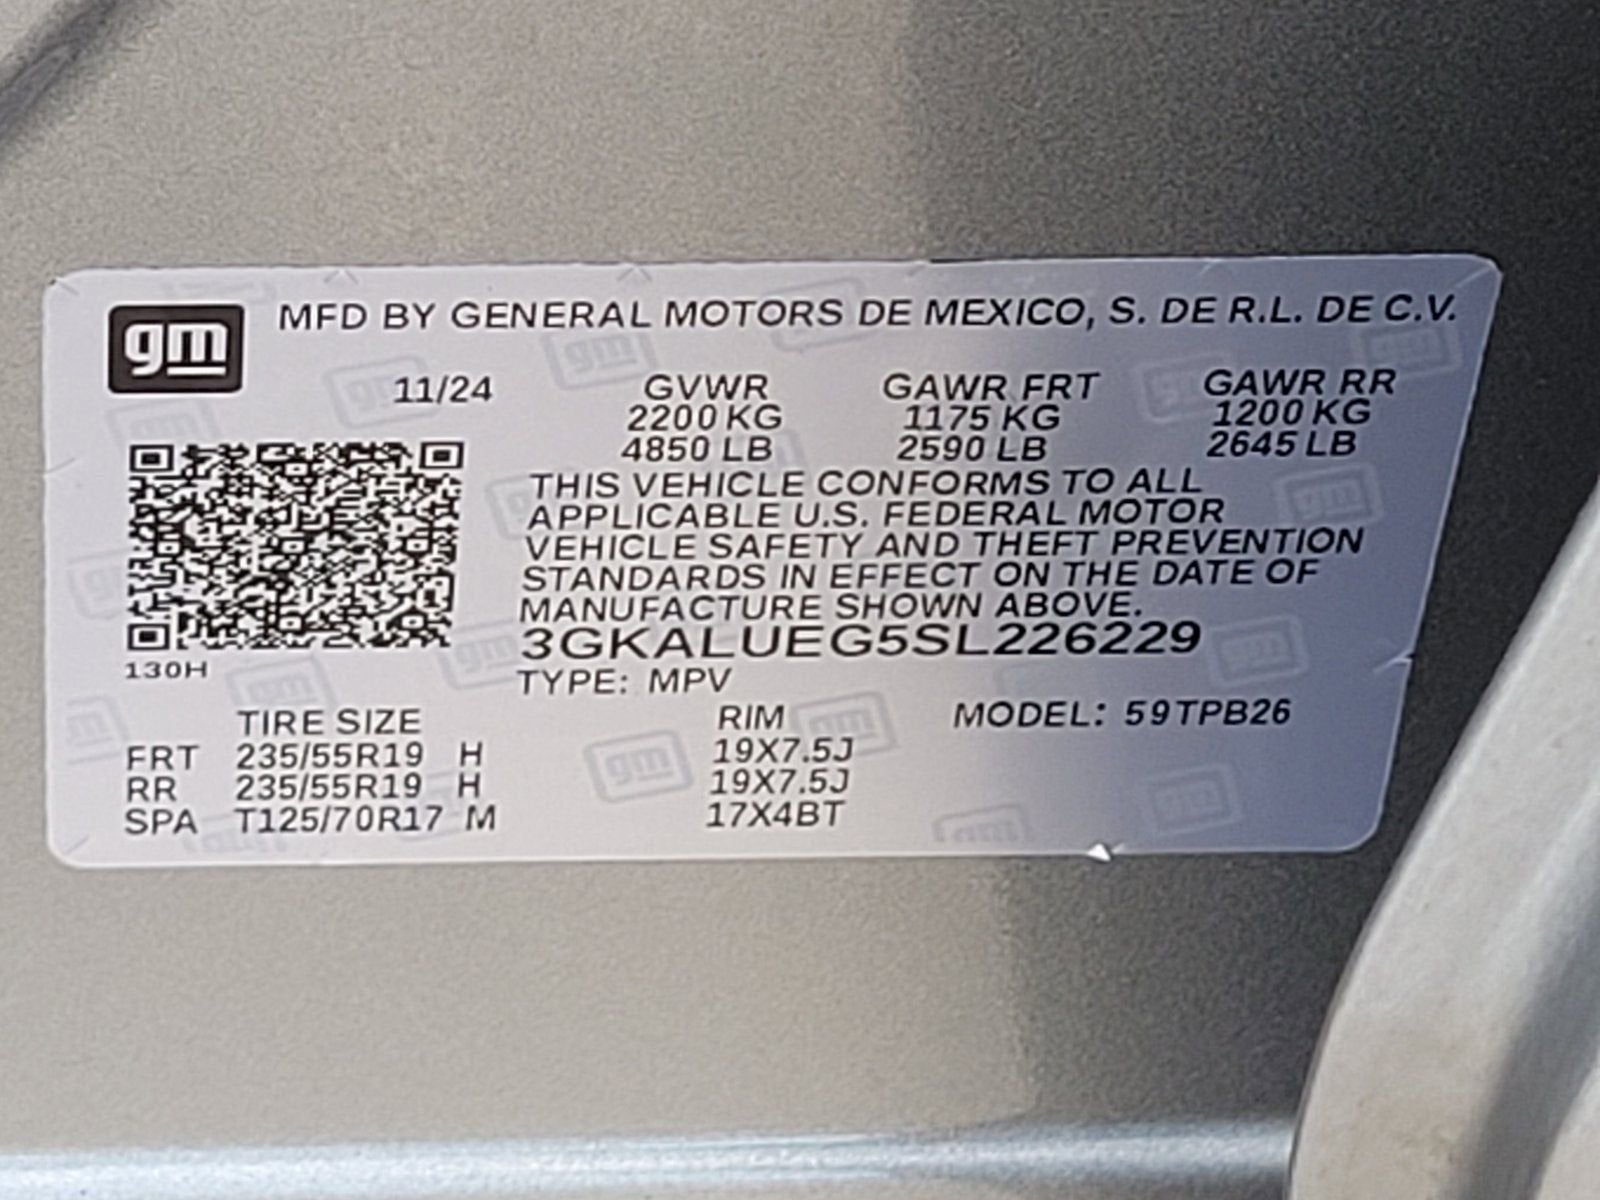 gm MFD BY GENERAL MOTORS DE MEXICO, S. DE R.L. DE C.V.
11/24 GVWR GAWR FRT GAWR RR
2200 KG 1175 KG 1200 KG
4850 LB 2590 LB 2645 LB
THIS VEHICLE CONFORMS TO ALL
APPLICABLE U.S. FEDERAL MOTOR
VEHICLE SAFETY AND THEFT PREVENTION
STANDARDS IN EFFECT ON THE DATE OF
MANUFACTURE SHOWN ABOVE.
3GKALUEG5SL226229
130H
TYPE: MPV
TIRE SIZE RIM MODEL: 59TPB26
FRT 235/55R19 H 19X7.5J
RR 235/55R19 H 19X7.5J
SPA T125/70R17 M 17X4BT